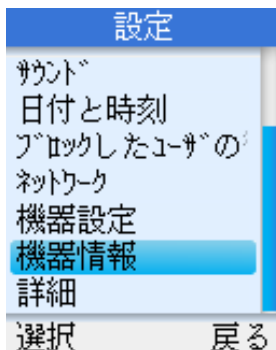 設定
サウンド
日付と時刻
ブロックしたユーザの
ネットワーク
機器設定
機器情報
詳細
選択 戻る